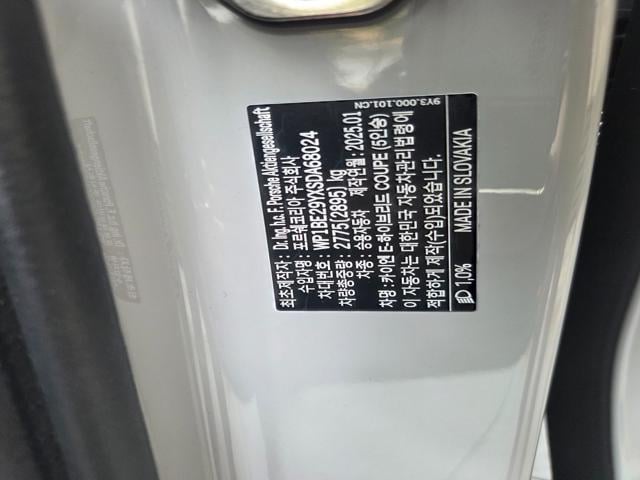 최초제작자 : Dr. Ing. h.c. F. Porsche Aktiengesellschaft
수입자명 : 포르쉐코리아 주식회사
차대번호 : WP1BE29YXSDA68024
차량총중량 : 2775(2895) kg
차종 : 승용자동차 제작연월 : 2025.01
차명 : 카이엔 E-하이브리드 COUPE (5인승)
이 자동차는 대한민국 자동차관리법령에
적합하게 제작(수입)되었습니다.
1.0% MADE IN SLOVAKIA
9Y3.000.101.CN